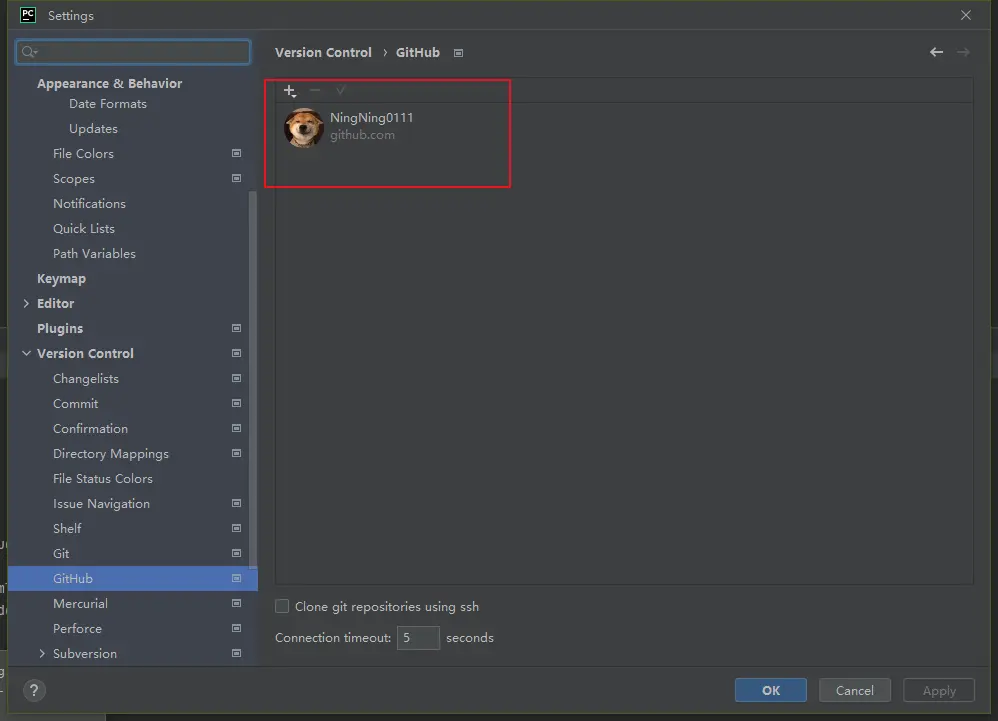 PC
Settings
Version Control › GitHub
Appearance & Behavior
Date Formats
Updates
File Colors
Scopes
Notifications
Quick Lists
Path Variables
Keymap
Editor
Plugins
Version Control
Changelists
Commit
Confirmation
Directory Mappings
File Status Colors
Issue Navigation
Shelf
Git
GitHub
Mercurial
Perforce
Subversion
NingNing0111
github.com
Clone git repositories using ssh
Connection timeout: 5 seconds
?
OK
Cancel
Apply